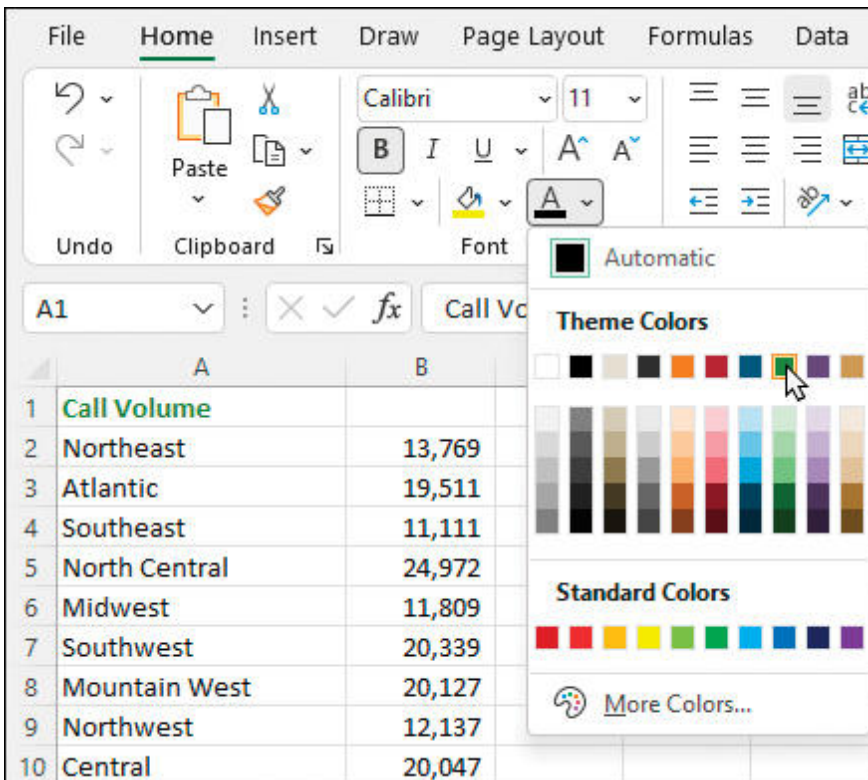 File Home Insert Draw Page Layout Formulas Data
Calibri 11
ab
Paste B I U A A
A ab
Undo Clipboard Font
Automatic
A1 fx Call Vo
Theme Colors
A B
1 Call Volume
2 Northeast 13,769
3 Atlantic 19,511
4 Southeast 11,111
5 North Central 24,972
6 Midwest 11,809
7 Southwest 20,339
8 Mountain West 20,127
9 Northwest 12,137
10 Central 20,047
Standard Colors
More Colors...